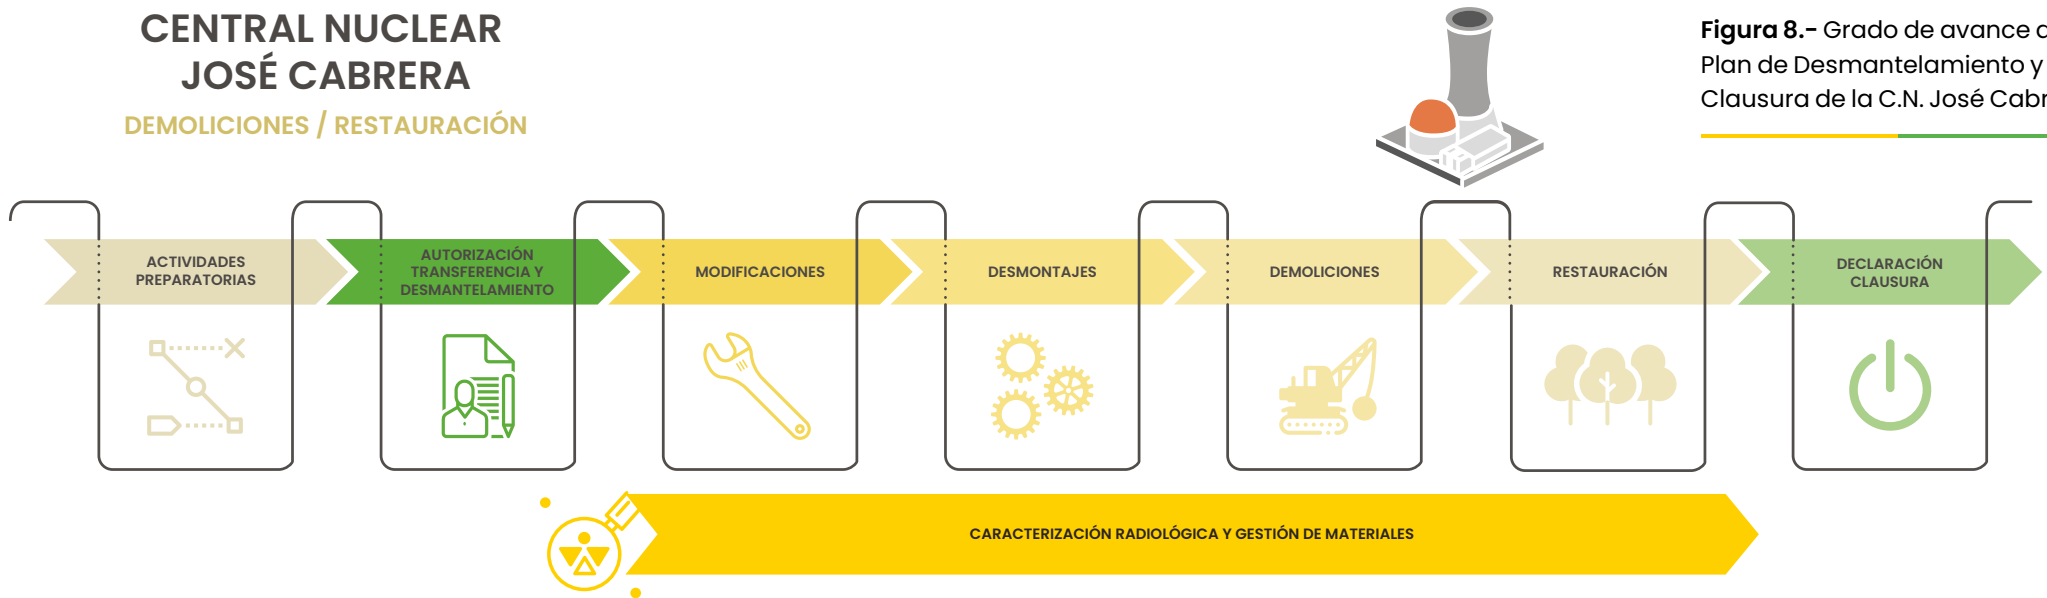 CENTRAL NUCLEAR
JOSÉ CABRERA
DEMOLICIONES / RESTAURACIÓN
Figura 8.- Grado de avance
Plan de Desmantelamiento y
Clausura de la C.N. José
ACTIVIDADES
PREPARATORIAS
AUTORIZACIÓN
TRANSFERENCIA Y
DESMANTELAMIENTO
MODIFICACIONES
DESMONTAJES
DEMOLICIONES
RESTAURACIÓN
DECLARACIÓN
CLAUSURA
CARACTERIZACIÓN RADIOLÓGICA Y GESTIÓN DE MATERIALES